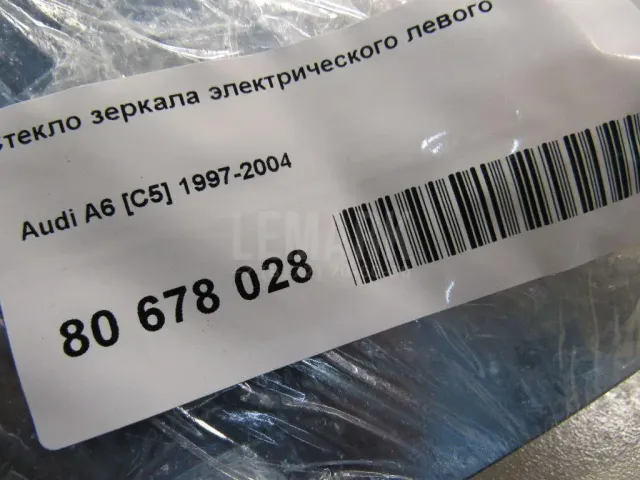 стекло зеркала электрического левого
Audi A6 [C5] 1997-2004
80 678 028